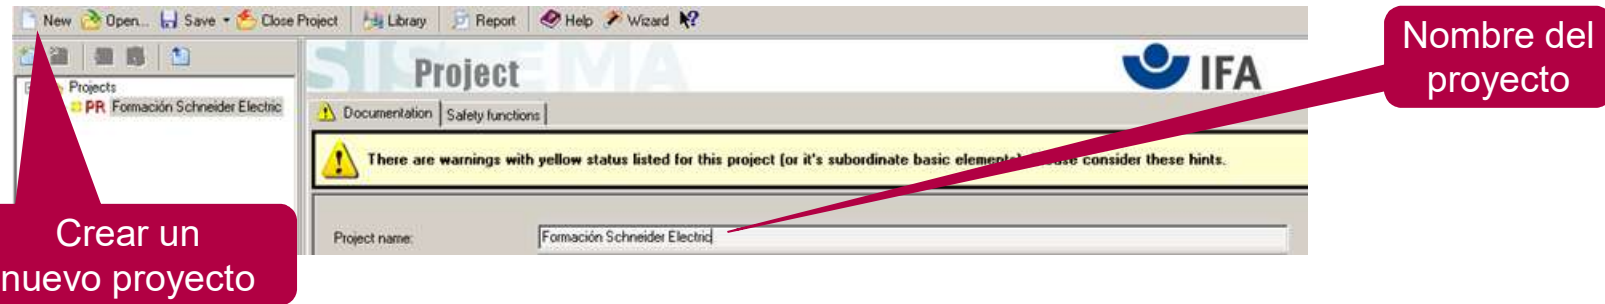 New Open... Save Close Project Library Report Help Wizard
Nombre del
proyecto
SISTEMA
Project
IFA
Projects
PR Formación Schneider Electric
Documentation Safety functions
There are warnings with yellow status listed for this project (or it's subordinate basic elements). consider these hints.
Project name: Formación Schneider Electric
Crear un
nuevo proyecto